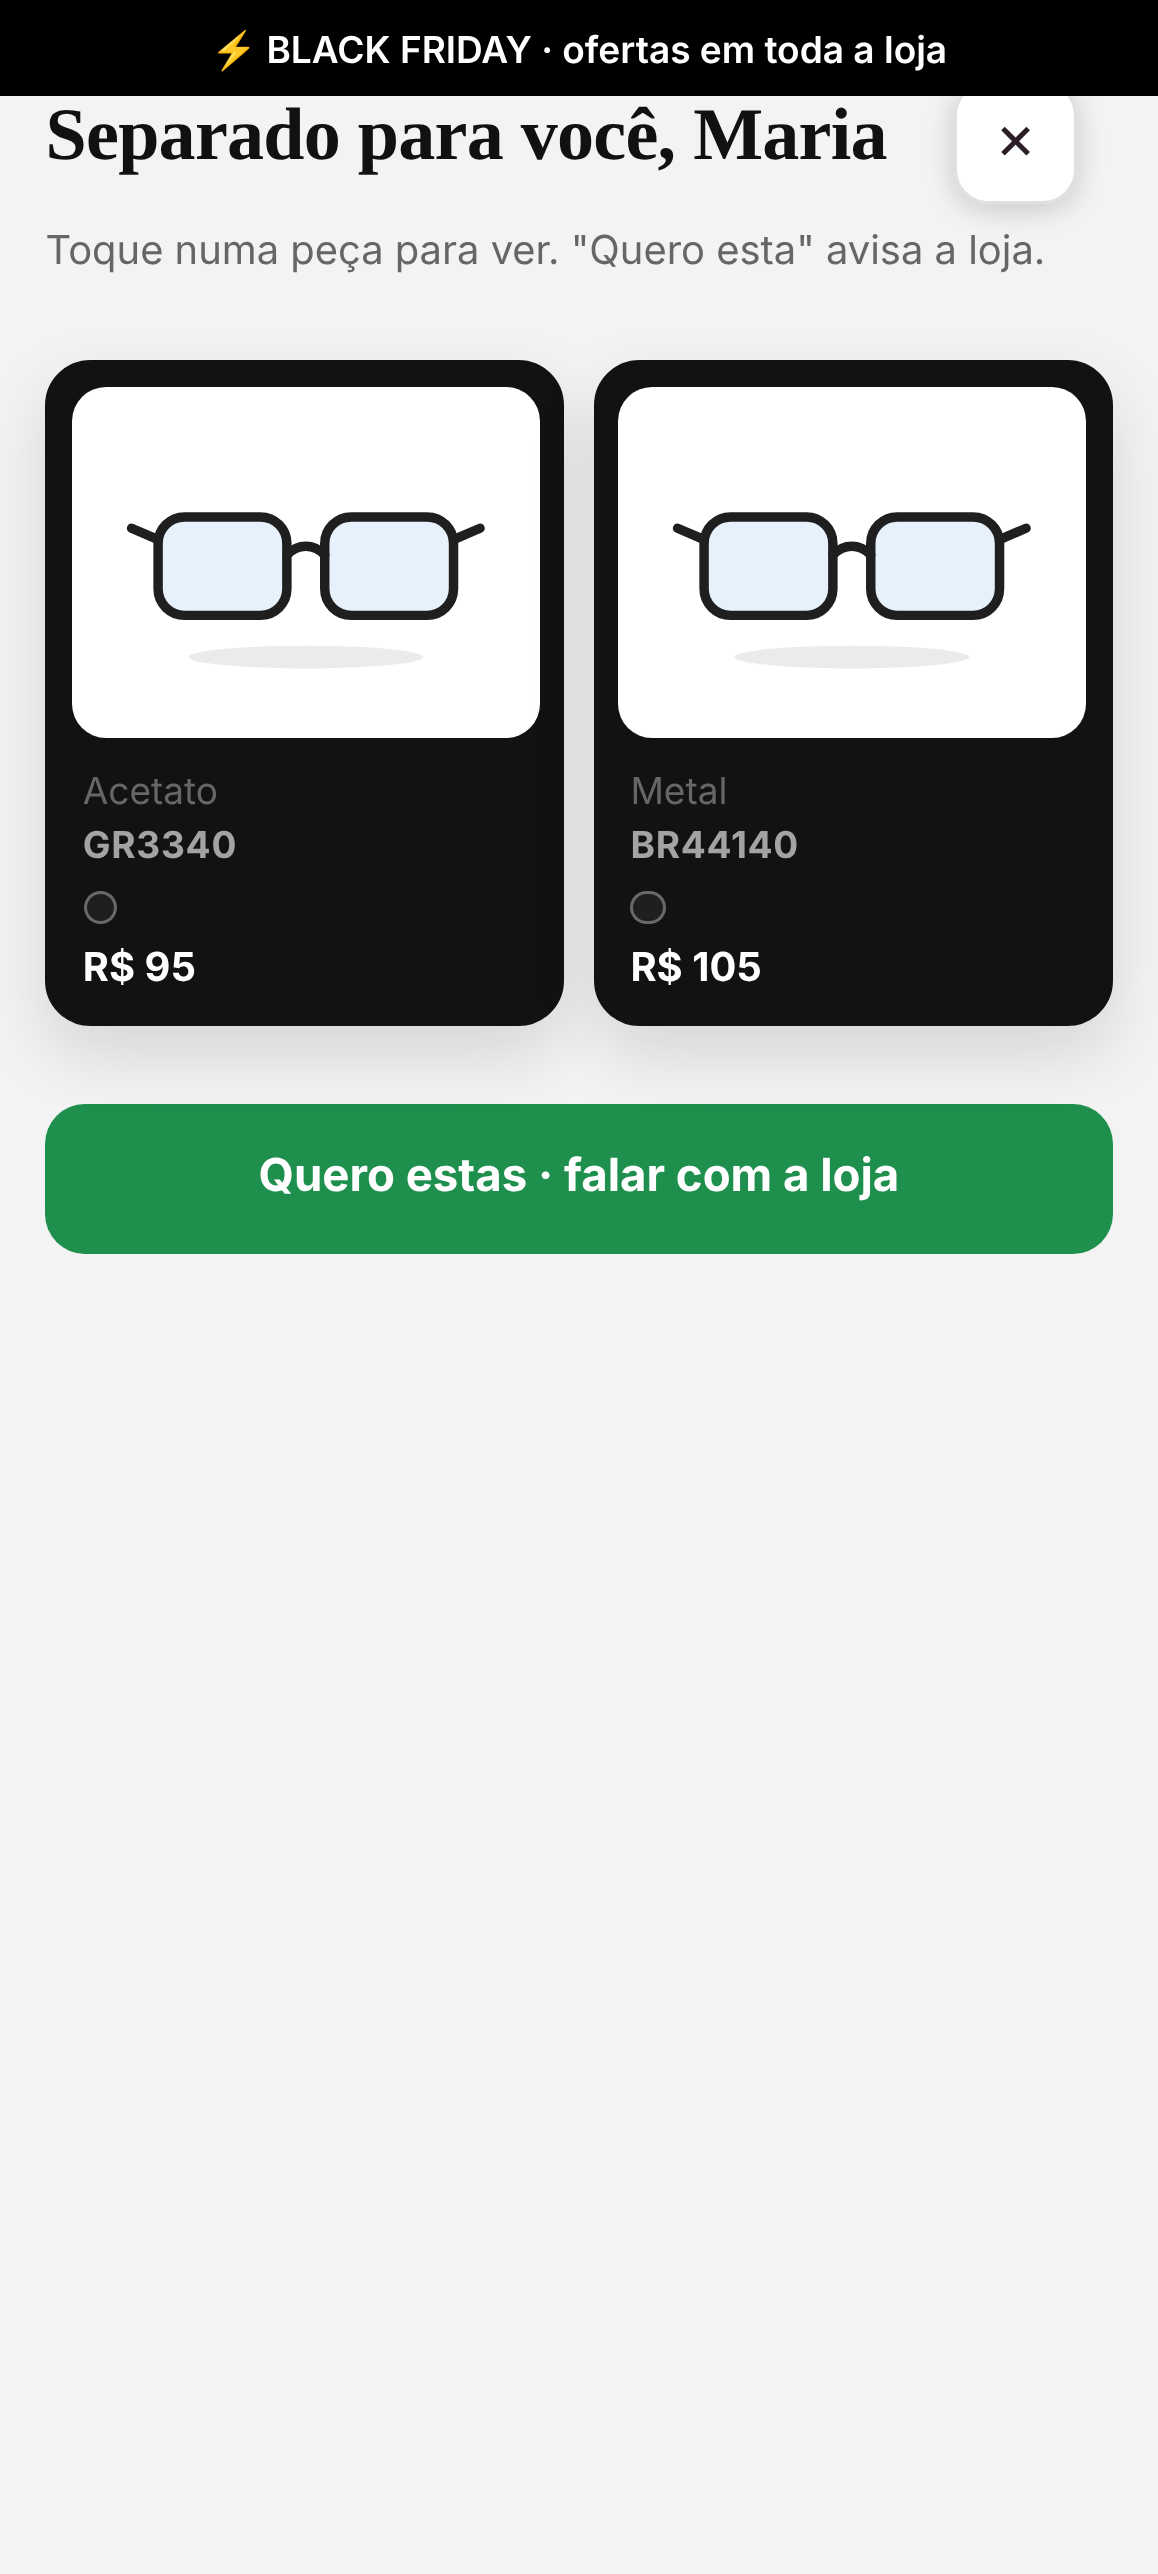 ⚡ BLACK FRIDAY · ofertas em toda a loja
Separado para você, Maria
✕
Toque numa peça para ver. "Quero esta" avisa a loja.
Acetato
GR3340
R$ 95
Metal
BR44140
R$ 105
Quero estas · falar com a loja